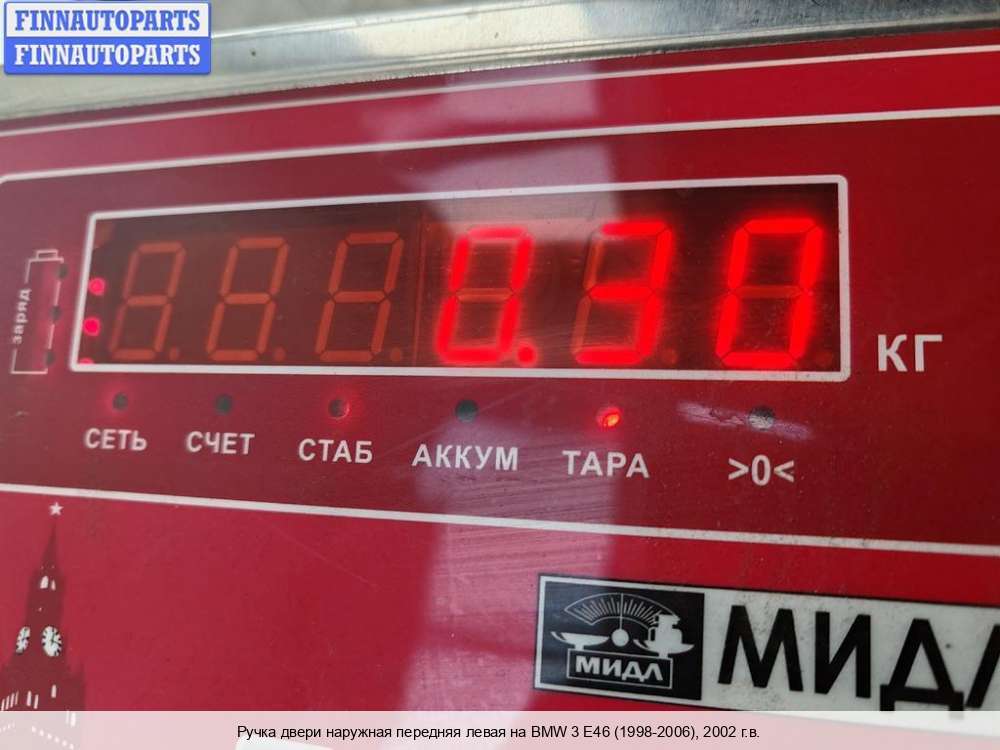 FINNAUTOPARTS
FINNAUTOPARTS
0.30
кг
заряд
СЕТЬ СЧЕТ СТАБ АККУМ ТАРА >0<
МИДЛ
МИДЛ
Ручка двери наружная передняя левая на BMW 3 E46 (1998-2006), 2002 г.в.